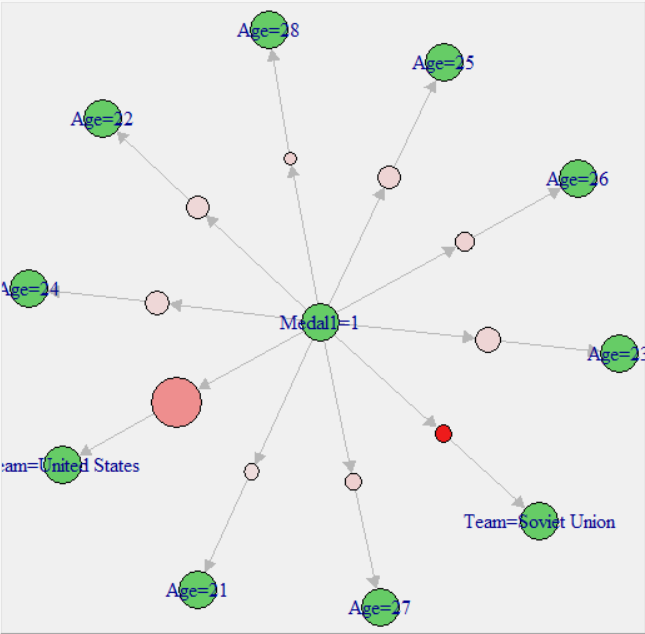 Age=28
Age=25
Age=22
Age=26
Age=24
Medal1=1
Age=23
eam=United States
Team=Soviet Union
Age=21
Age=27